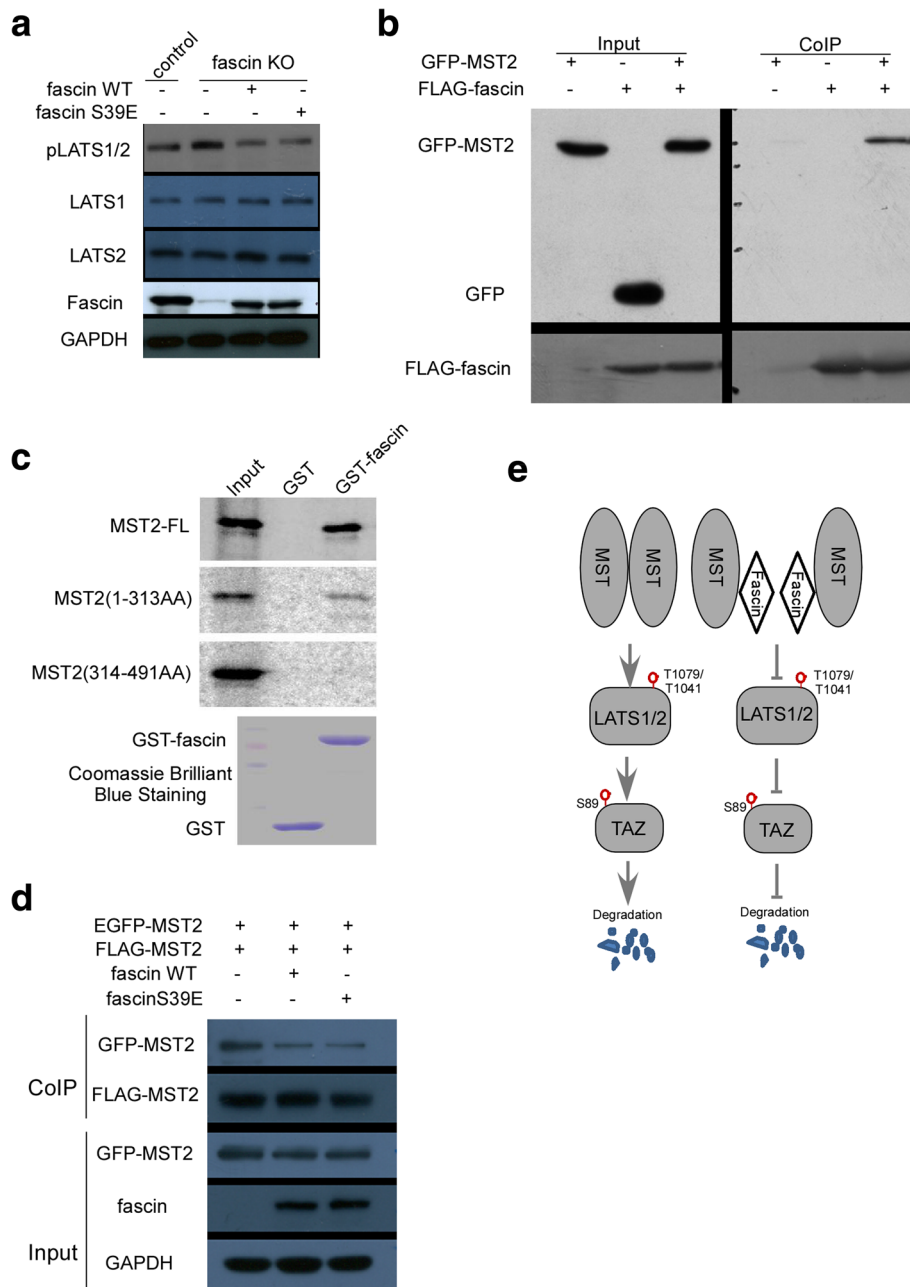 a
control
fascin KO
fascin WT - - + -
fascin S39E - - - +
pLATS1/2
LATS1
LATS2
Fascin
GAPDH
b
Input
CoIP
GFP-MST2 + - + + - +
FLAG-fascin - + + - + +
GFP-MST2
GFP
FLAG-fascin
c
Input
GST
GST-fascin
MST2-FL
MST2(1-313AA)
MST2(314-491AA)
GST-fascin
Coomassie Brilliant
Blue Staining
GST
d
EGFP-MST2 + + +
FLAG-MST2 + + +
fascin WT - + -
fascinS39E - - +
CoIP
GFP-MST2
FLAG-MST2
Input
GFP-MST2
fascin
GAPDH
e
MST
MST
MST
Fascin
Fascin
MST
T1079/
T1041
LATS1/2
S89
TAZ
Degradation
T1079/
T1041
LATS1/2
S89
TAZ
Degradation